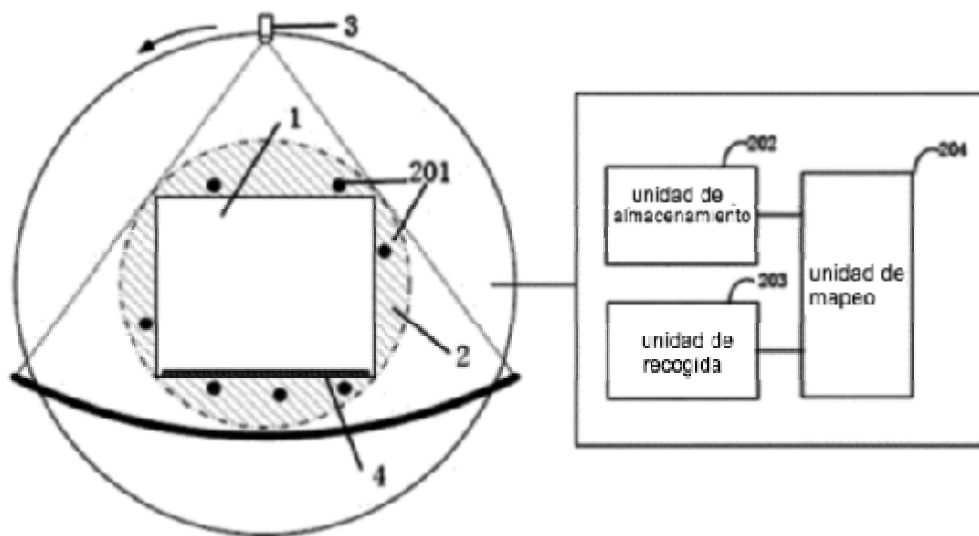 3
1
201
2
4
202
unidad de
almacenamiento
203
unidad de
recogida
204
unidad de
mapeo